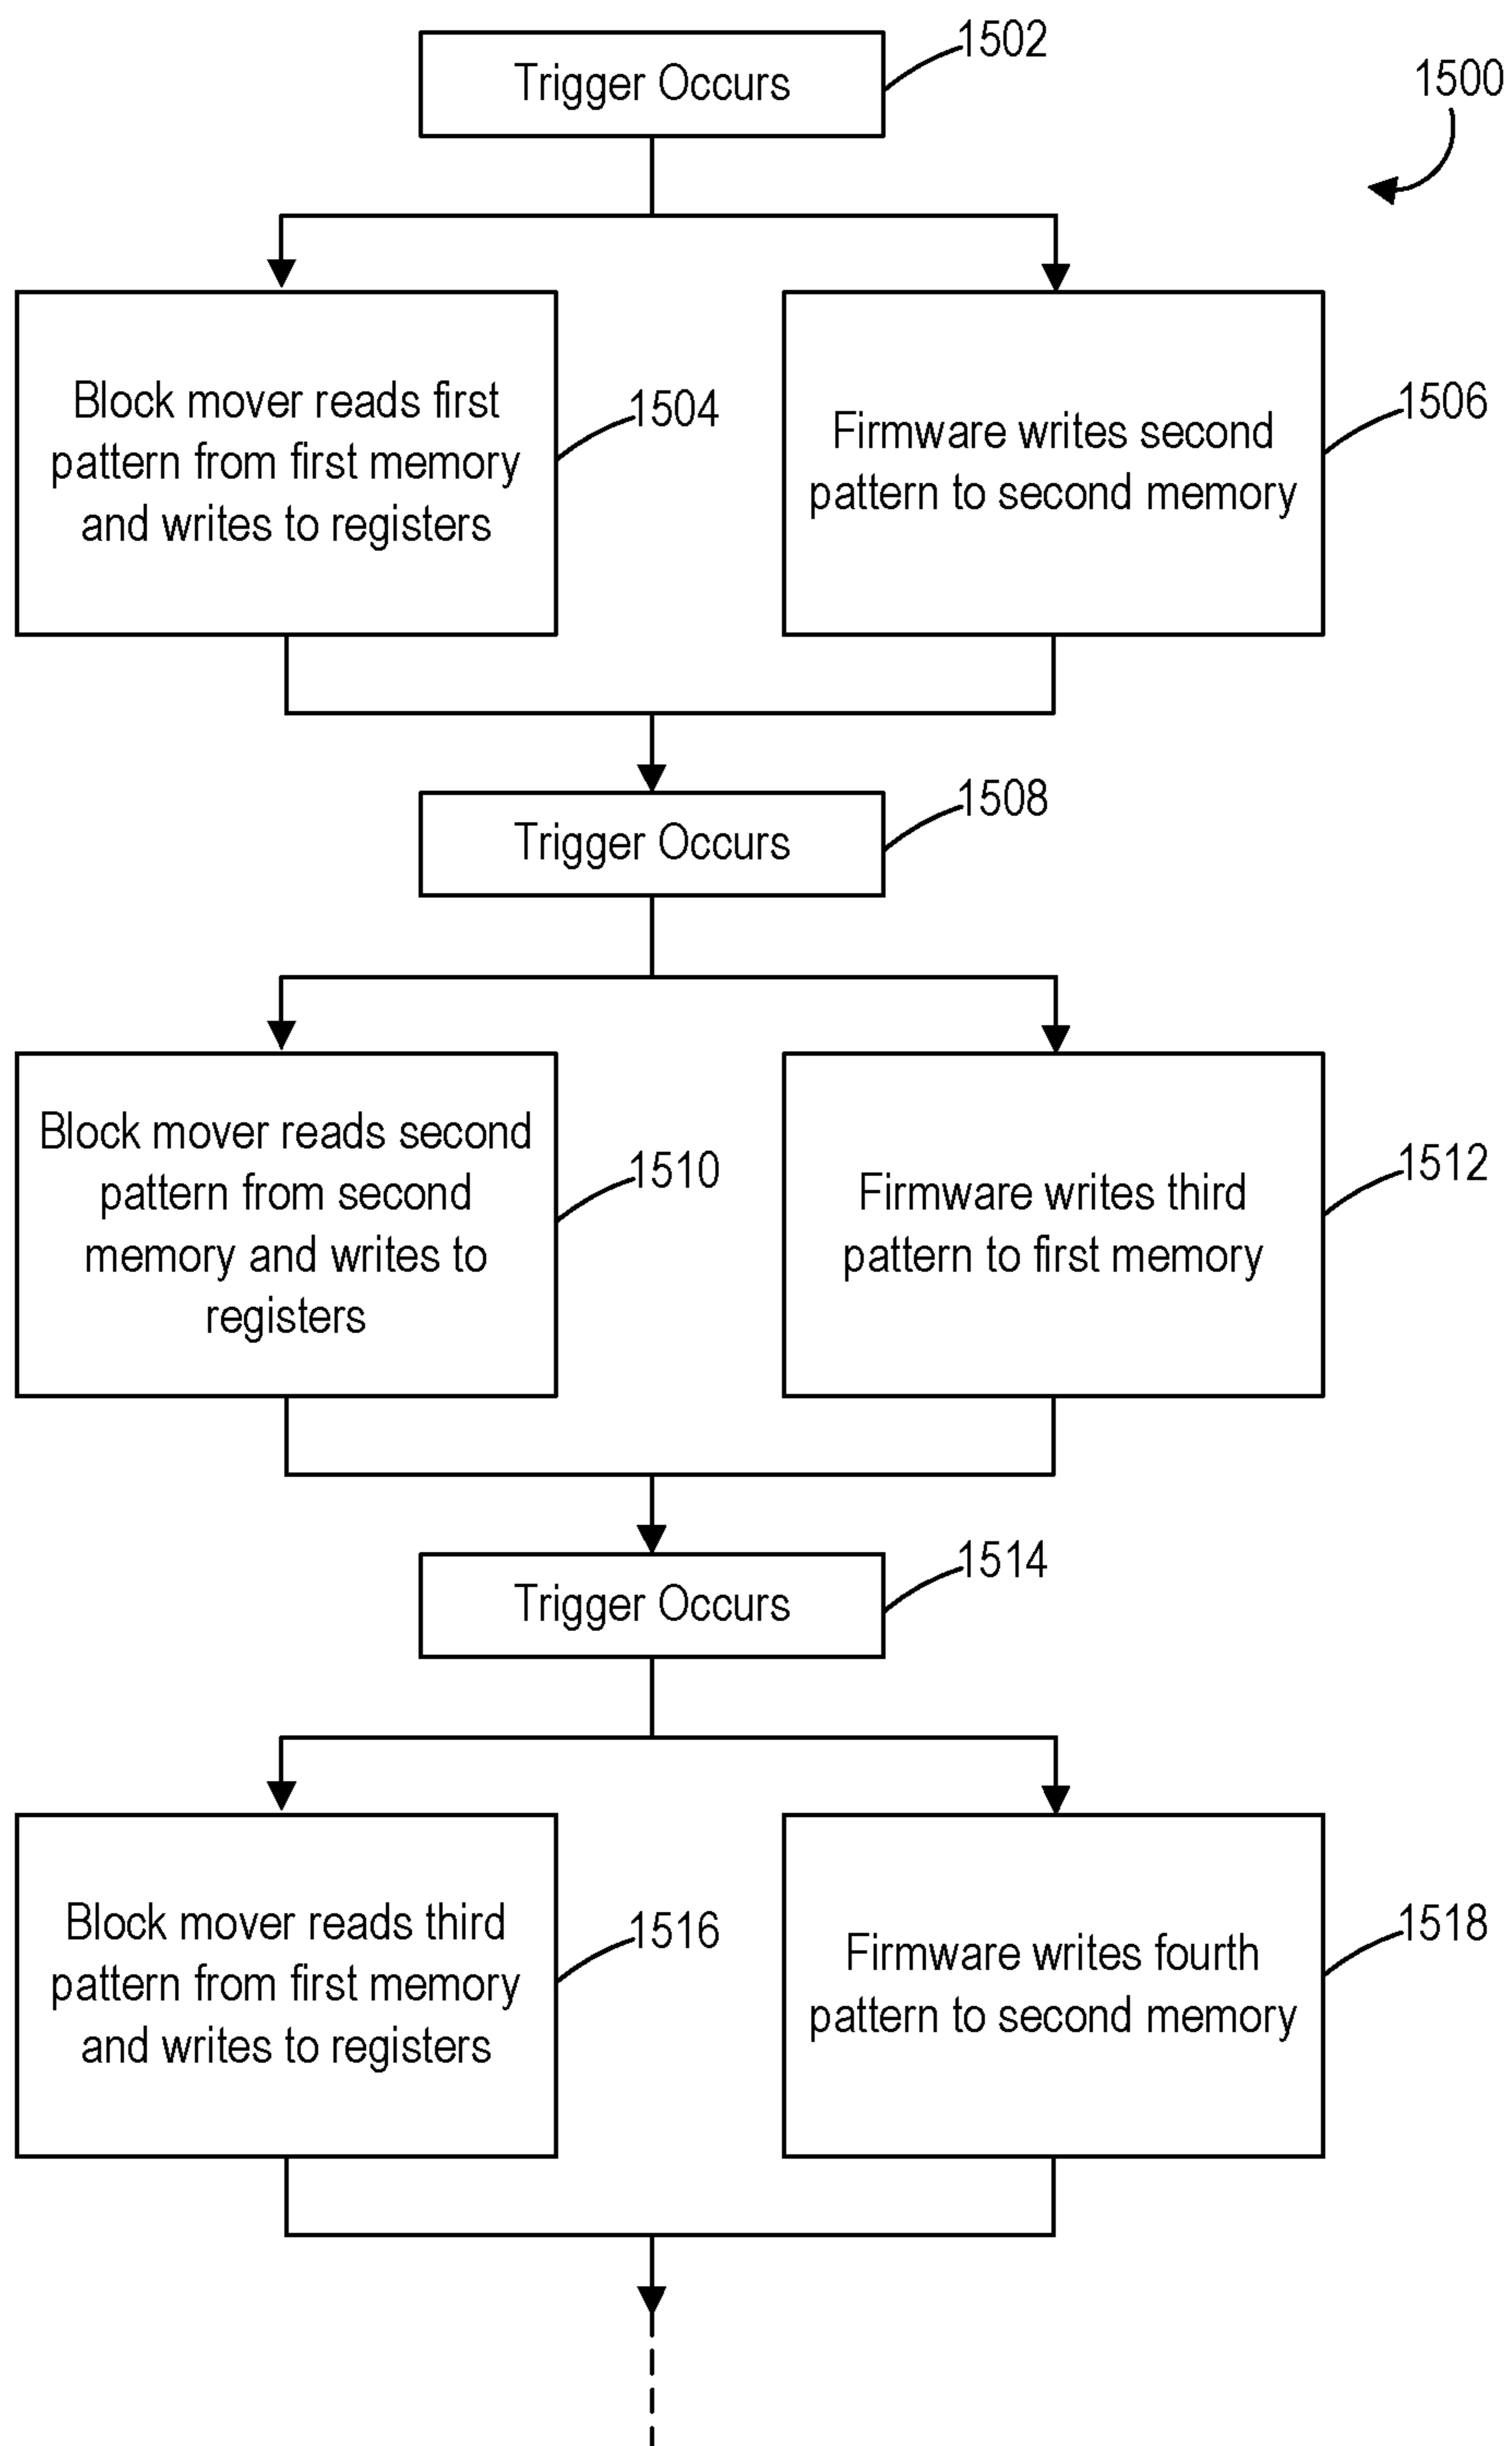 1502
Trigger Occurs
1500
Block mover reads first
pattern from first memory
and writes to registers
1504
Firmware writes second
pattern to second memory
1506
Trigger Occurs
1508
Block mover reads second
pattern from second
memory and writes to
registers
1510
Firmware writes third
pattern to first memory
1512
Trigger Occurs
1514
Block mover reads third
pattern from first memory
and writes to registers
1516
Firmware writes fourth
pattern to second memory
1518